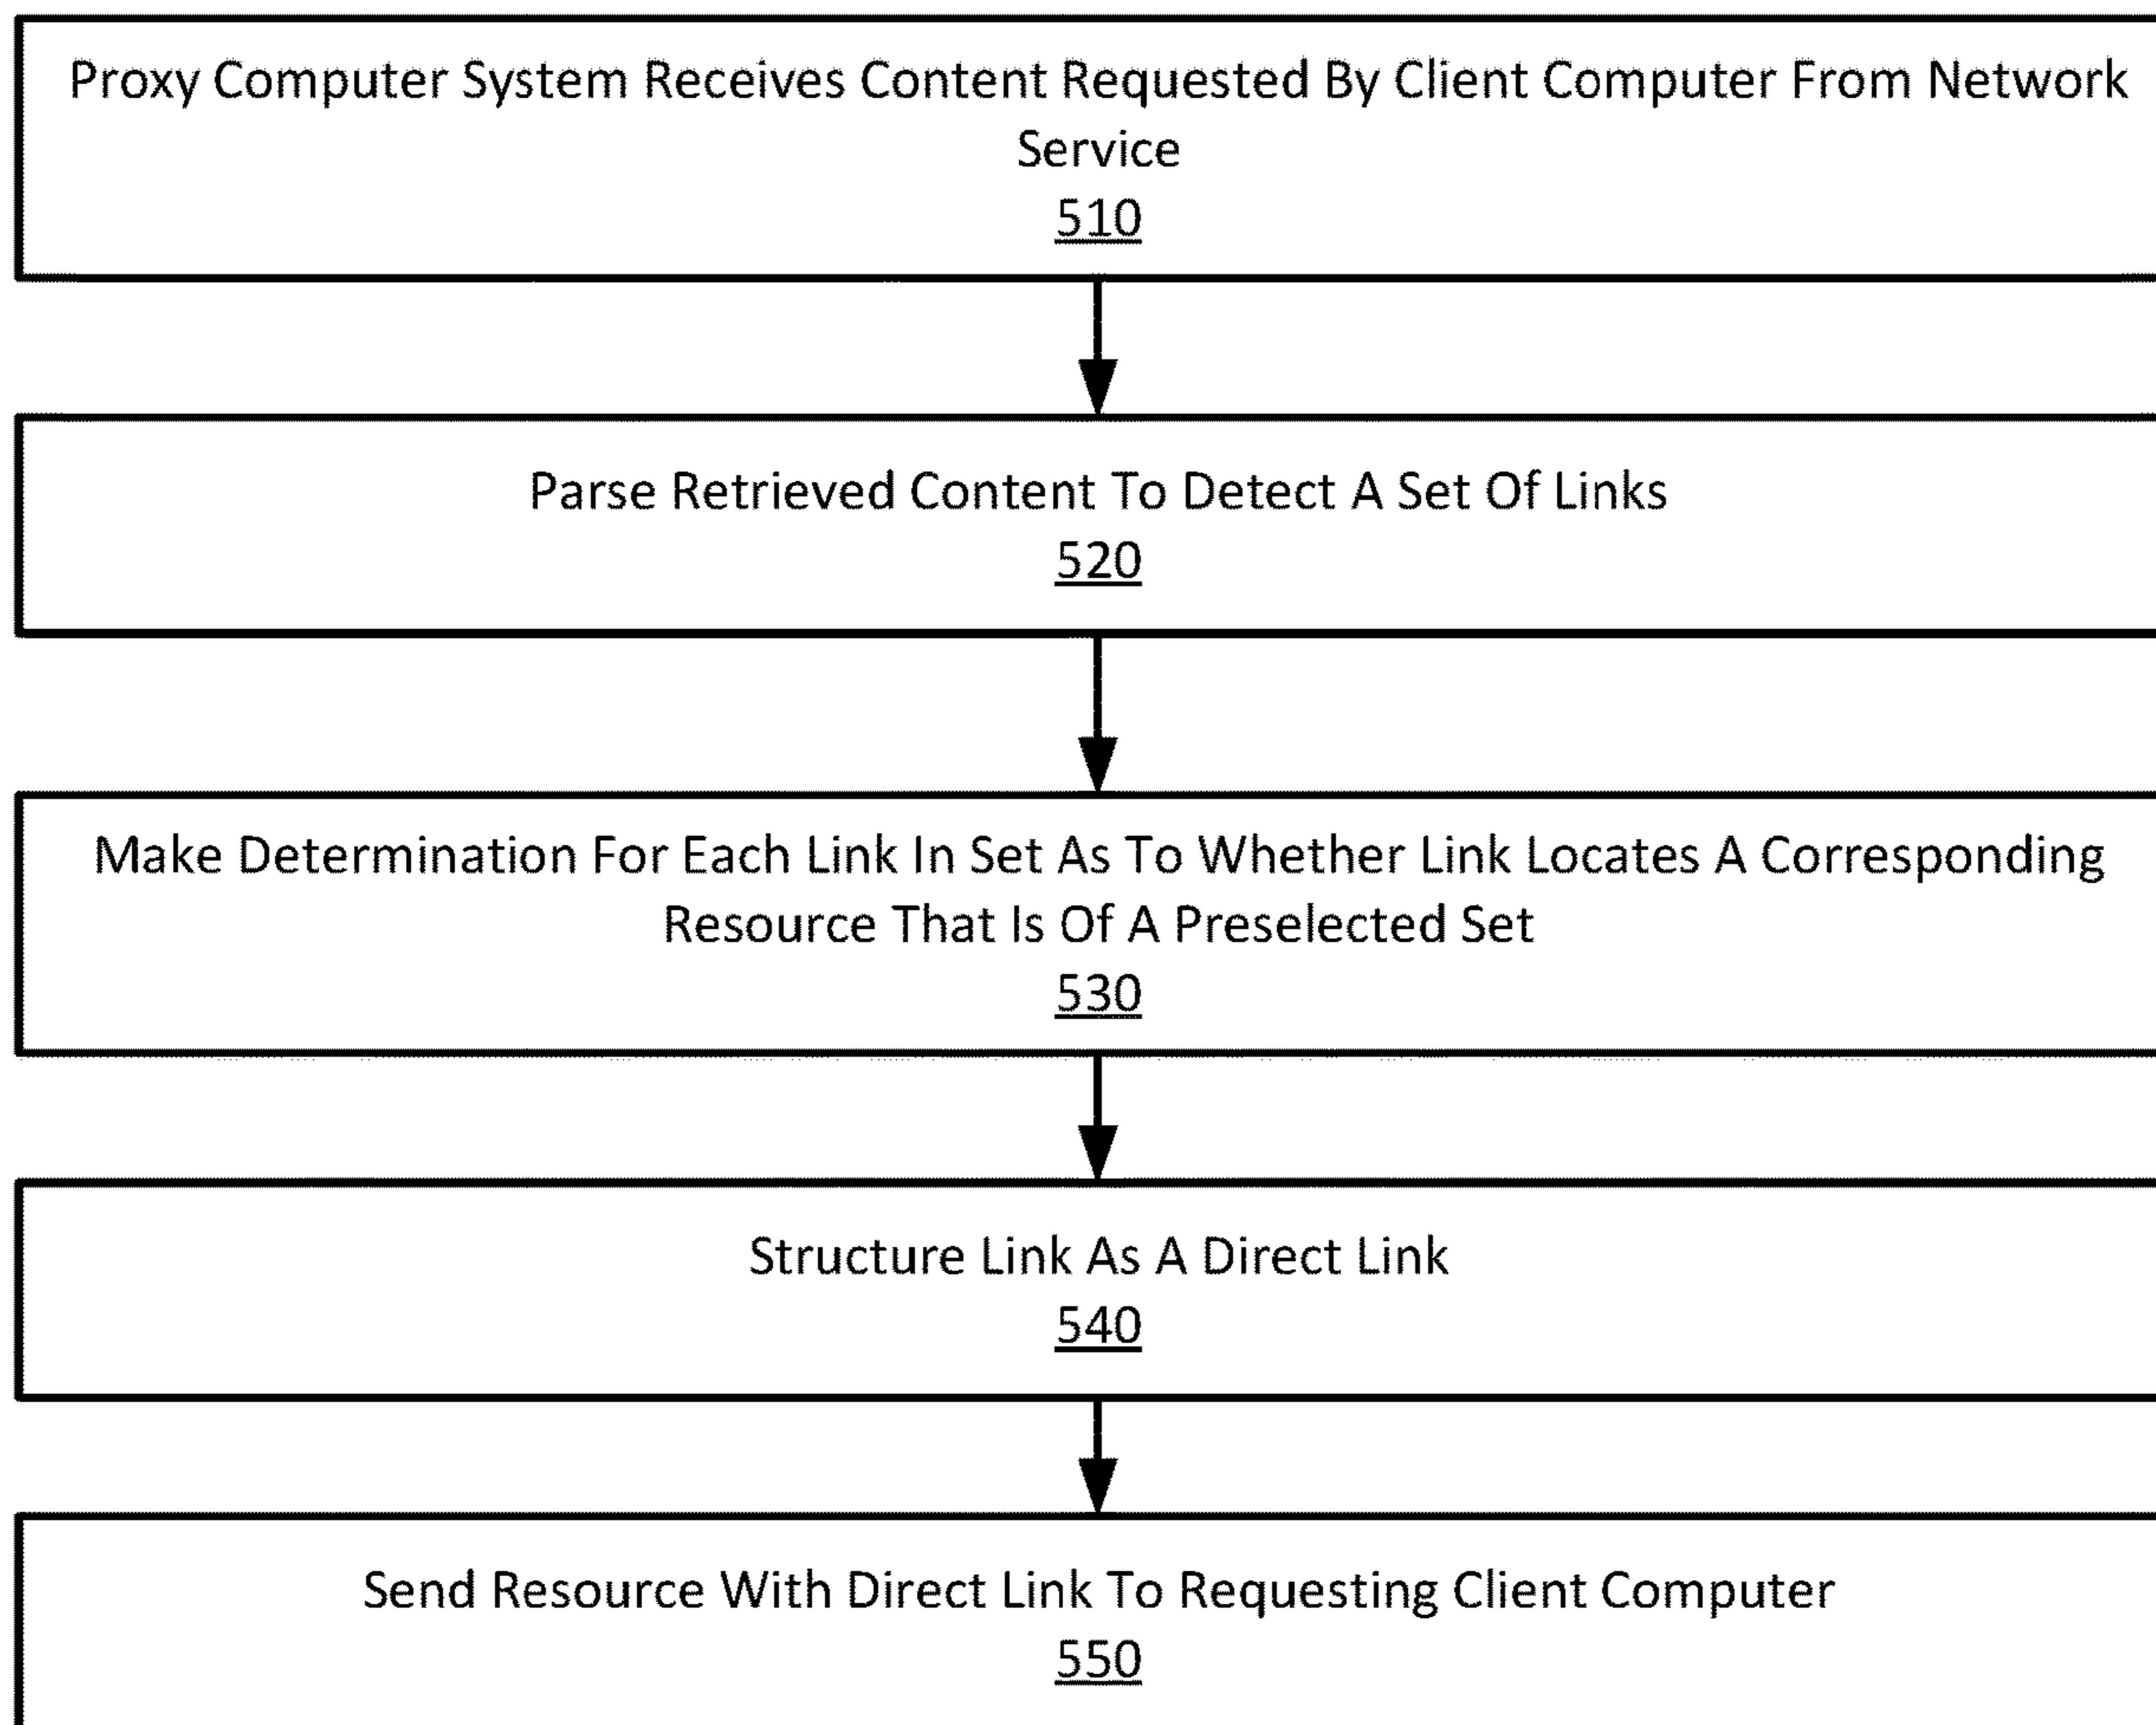 Proxy Computer System Receives Content Requested By Client Computer From Network
Service
510
Parse Retrieved Content To Detect A Set Of Links
520
Make Determination For Each Link In Set As To Whether Link Locates A Corresponding
Resource That Is Of A Preselected Set
530
Structure Link As A Direct Link
540
Send Resource With Direct Link To Requesting Client Computer
550